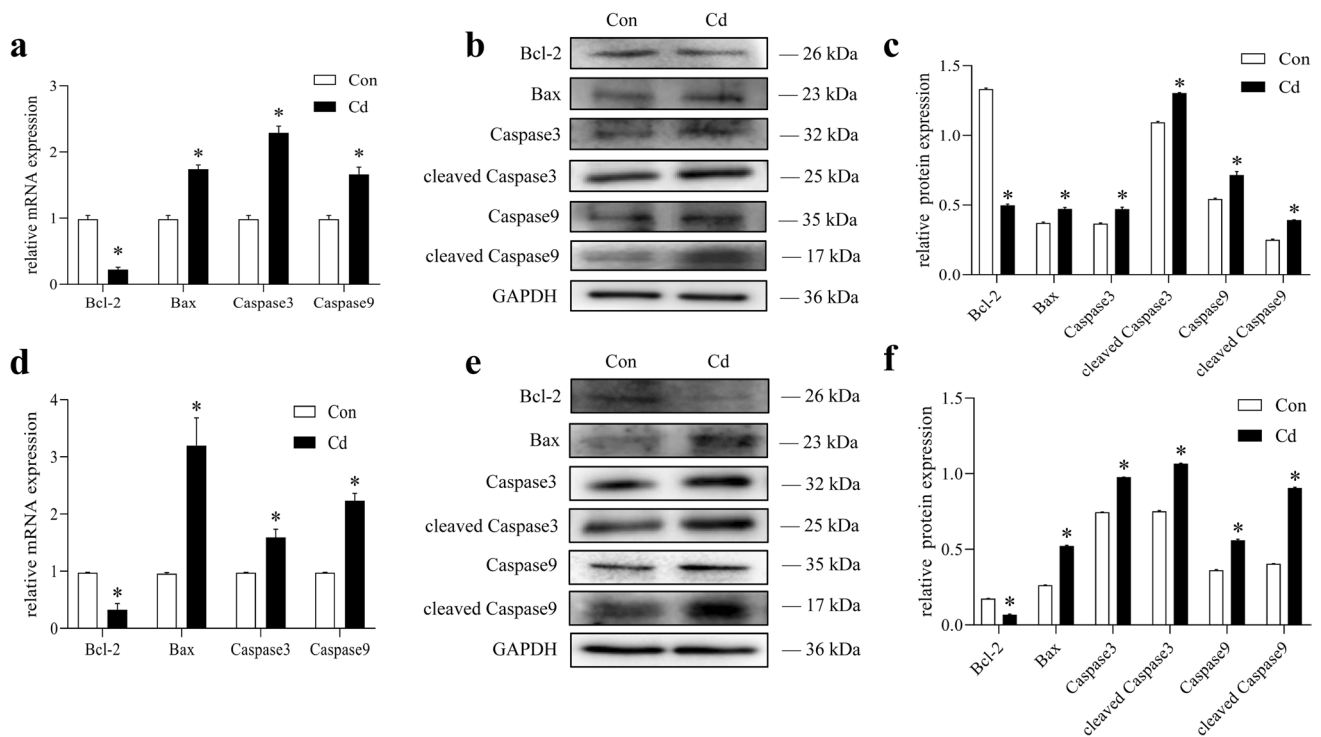 a
Con
Cd
relative mRNA expression
3
2
1
0
*
*
*
*
Bcl-2
Bax
Caspase3
Caspase9
b
Con
Cd
Bcl-2
— 26 kDa
Bax
— 23 kDa
Caspase3
— 32 kDa
cleaved Caspase3
— 25 kDa
Caspase9
— 35 kDa
cleaved Caspase9
— 17 kDa
GAPDH
— 36 kDa
c
Con
Cd
relative protein expression
1.5
1.0
0.5
0.0
*
*
*
*
*
*
Bcl-2
Bax
Caspase3
cleaved Caspase3
Caspase9
cleaved Caspase9
d
Con
Cd
relative mRNA expression
4
3
2
1
0
*
*
*
*
Bcl-2
Bax
Caspase3
Caspase9
e
Con
Cd
Bcl-2
— 26 kDa
Bax
— 23 kDa
Caspase3
— 32 kDa
cleaved Caspase3
— 25 kDa
Caspase9
— 35 kDa
cleaved Caspase9
— 17 kDa
GAPDH
— 36 kDa
f
Con
Cd
relative protein expression
1.5
1.0
0.5
0.0
*
*
*
*
*
*
Bcl-2
Bax
Caspase3
cleaved Caspase3
Caspase9
cleaved Caspase9